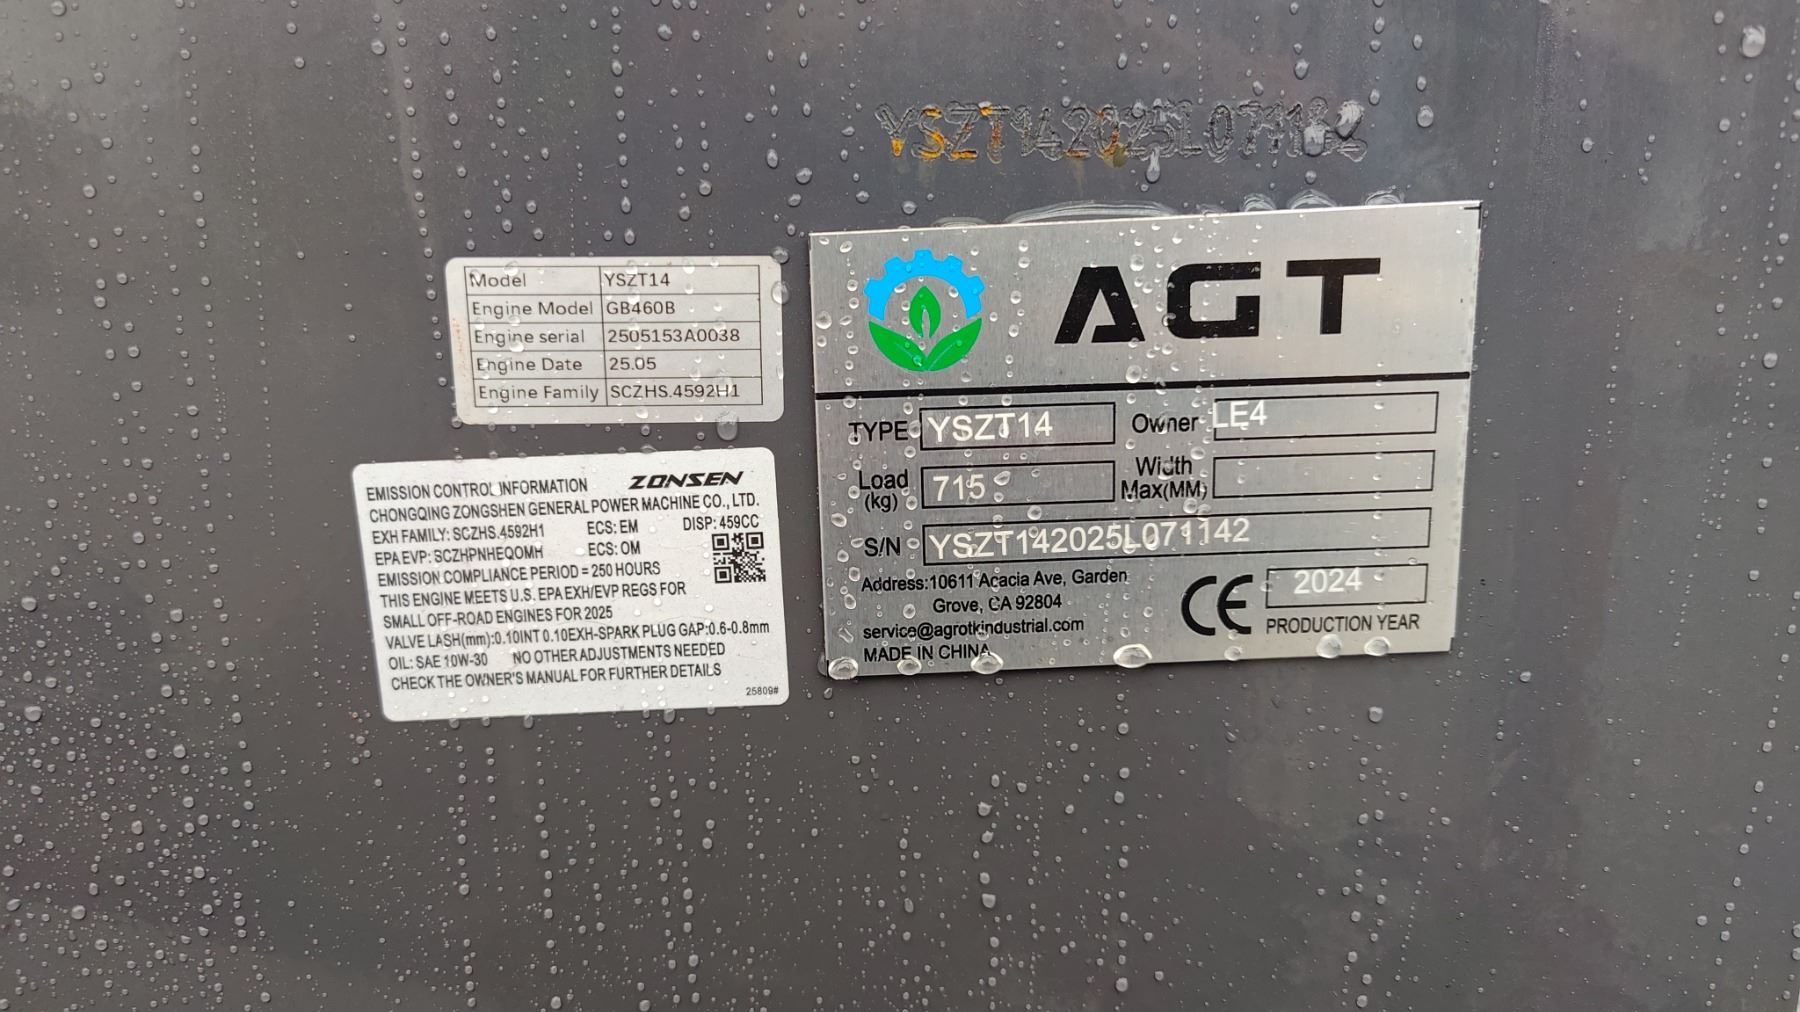 YSZT142025L071182
Model YSZT14
Engine Model GB460B
Engine serial 2505153A0038
Engine Date 25.05
Engine Family SCZHS.4592H1
EMISSION CONTROL INFORMATION ZONSEN
CHONGQING ZONGSHEN GENERAL POWER MACHINE CO., LTD.
EXH FAMILY: SCZHS.4592H1 ECS: EM DISP: 459CC
EPA EVP: SCZHPNHEQOMH ECS: OM
EMISSION COMPLIANCE PERIOD = 250 HOURS
THIS ENGINE MEETS U.S. EPA EXH/EVP REGS FOR
SMALL OFF-ROAD ENGINES FOR 2025
VALVE LASH(mm):0.10INT 0.10EXH-SPARK PLUG GAP:0.6-0.8mm
OIL: SAE 10W-30 NO OTHER ADJUSTMENTS NEEDED
CHECK THE OWNER'S MANUAL FOR FURTHER DETAILS
25809#
AGT
TYPE YSZT14 Owner LE4
Load (kg) 715 Width Max(MM)
S/N YSZT142025L071142
Address:10611 Acacia Ave, Garden
Grove, CA 92804
service@agrotkindustrial.com
MADE IN CHINA
CE 2024
PRODUCTION YEAR